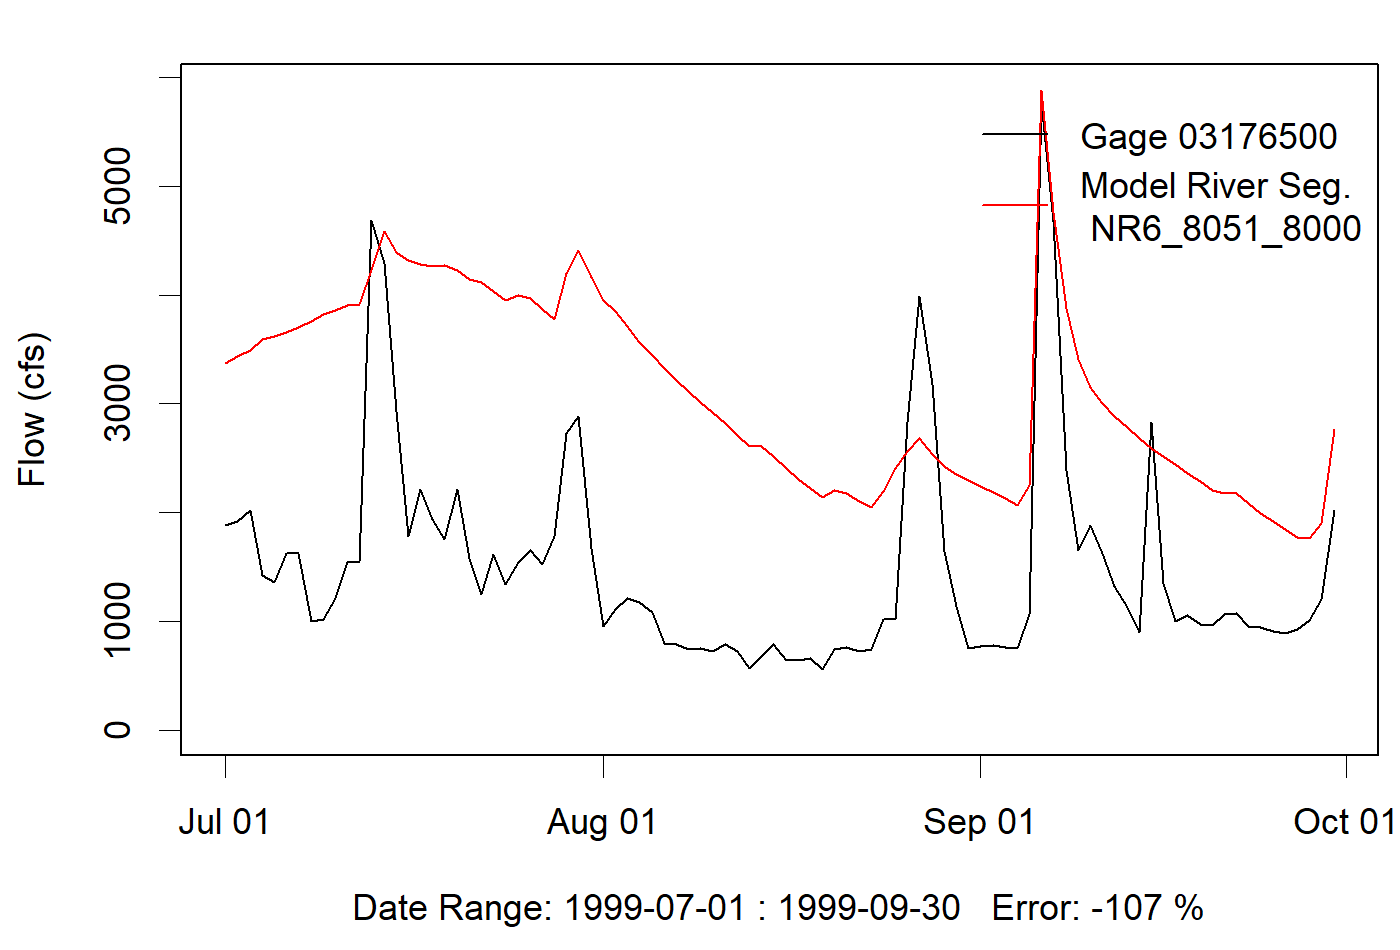 Gage 03176500
Model River Seg.
NR6_8051_8000
Flow (cfs)
5000
3000
1000
0
Jul 01
Aug 01
Sep 01
Oct 01
Date Range: 1999-07-01 : 1999-09-30   Error: -107 %